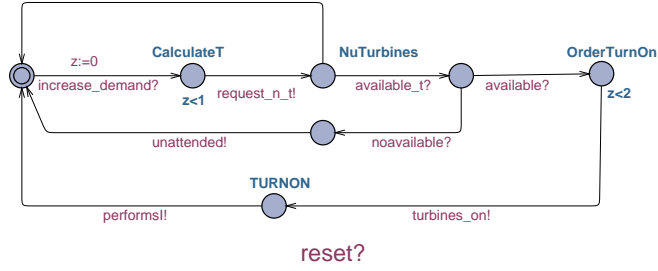 z:=0
CalculateT
NuTurbines
OrderTurnOn
increase_demand?
z<1
request_n_t!
available_t?
available?
z<2
unattended!
noavailable?
TURNON
performsI!
turbines_on!
reset?